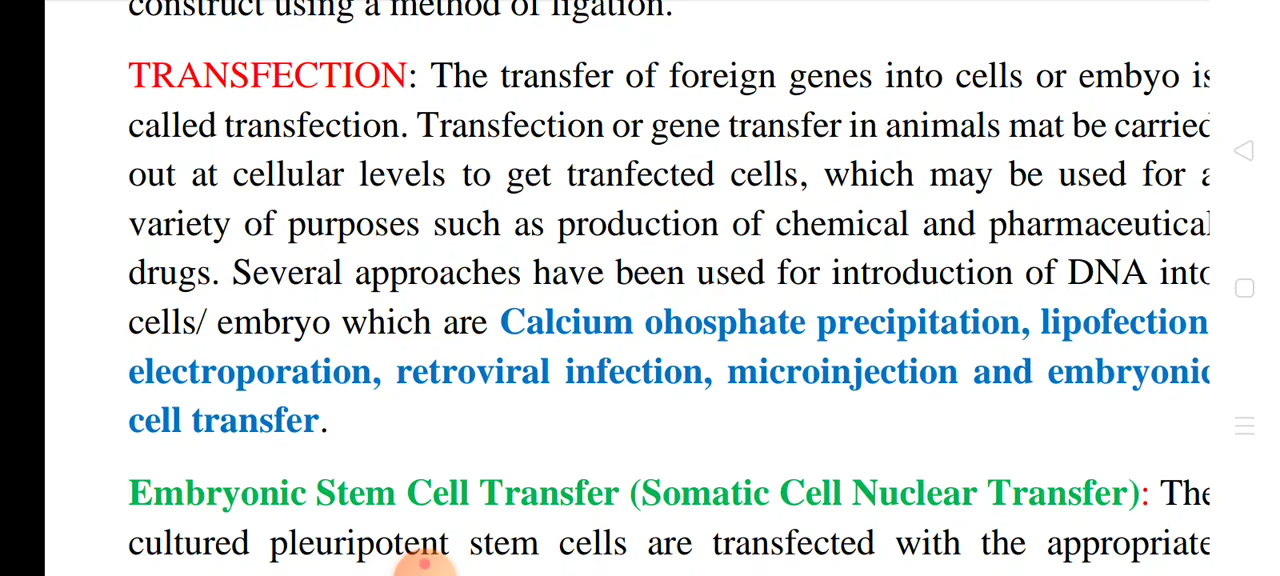 construct using a method of ligation.
TRANSFECTION: The transfer of foreign genes into cells or embyo is
called transfection. Transfection or gene transfer in animals mat be carried
out at cellular levels to get tranfected cells, which may be used for a
variety of purposes such as production of chemical and pharmaceutical
drugs. Several approaches have been used for introduction of DNA into
cells/ embryo which are Calcium ohosphate precipitation, lipofection
electroporation, retroviral infection, microinjection and embryonic
cell transfer.
Embryonic Stem Cell Transfer (Somatic Cell Nuclear Transfer): The
cultured pleuripotent stem cells are transfected with the appropriate